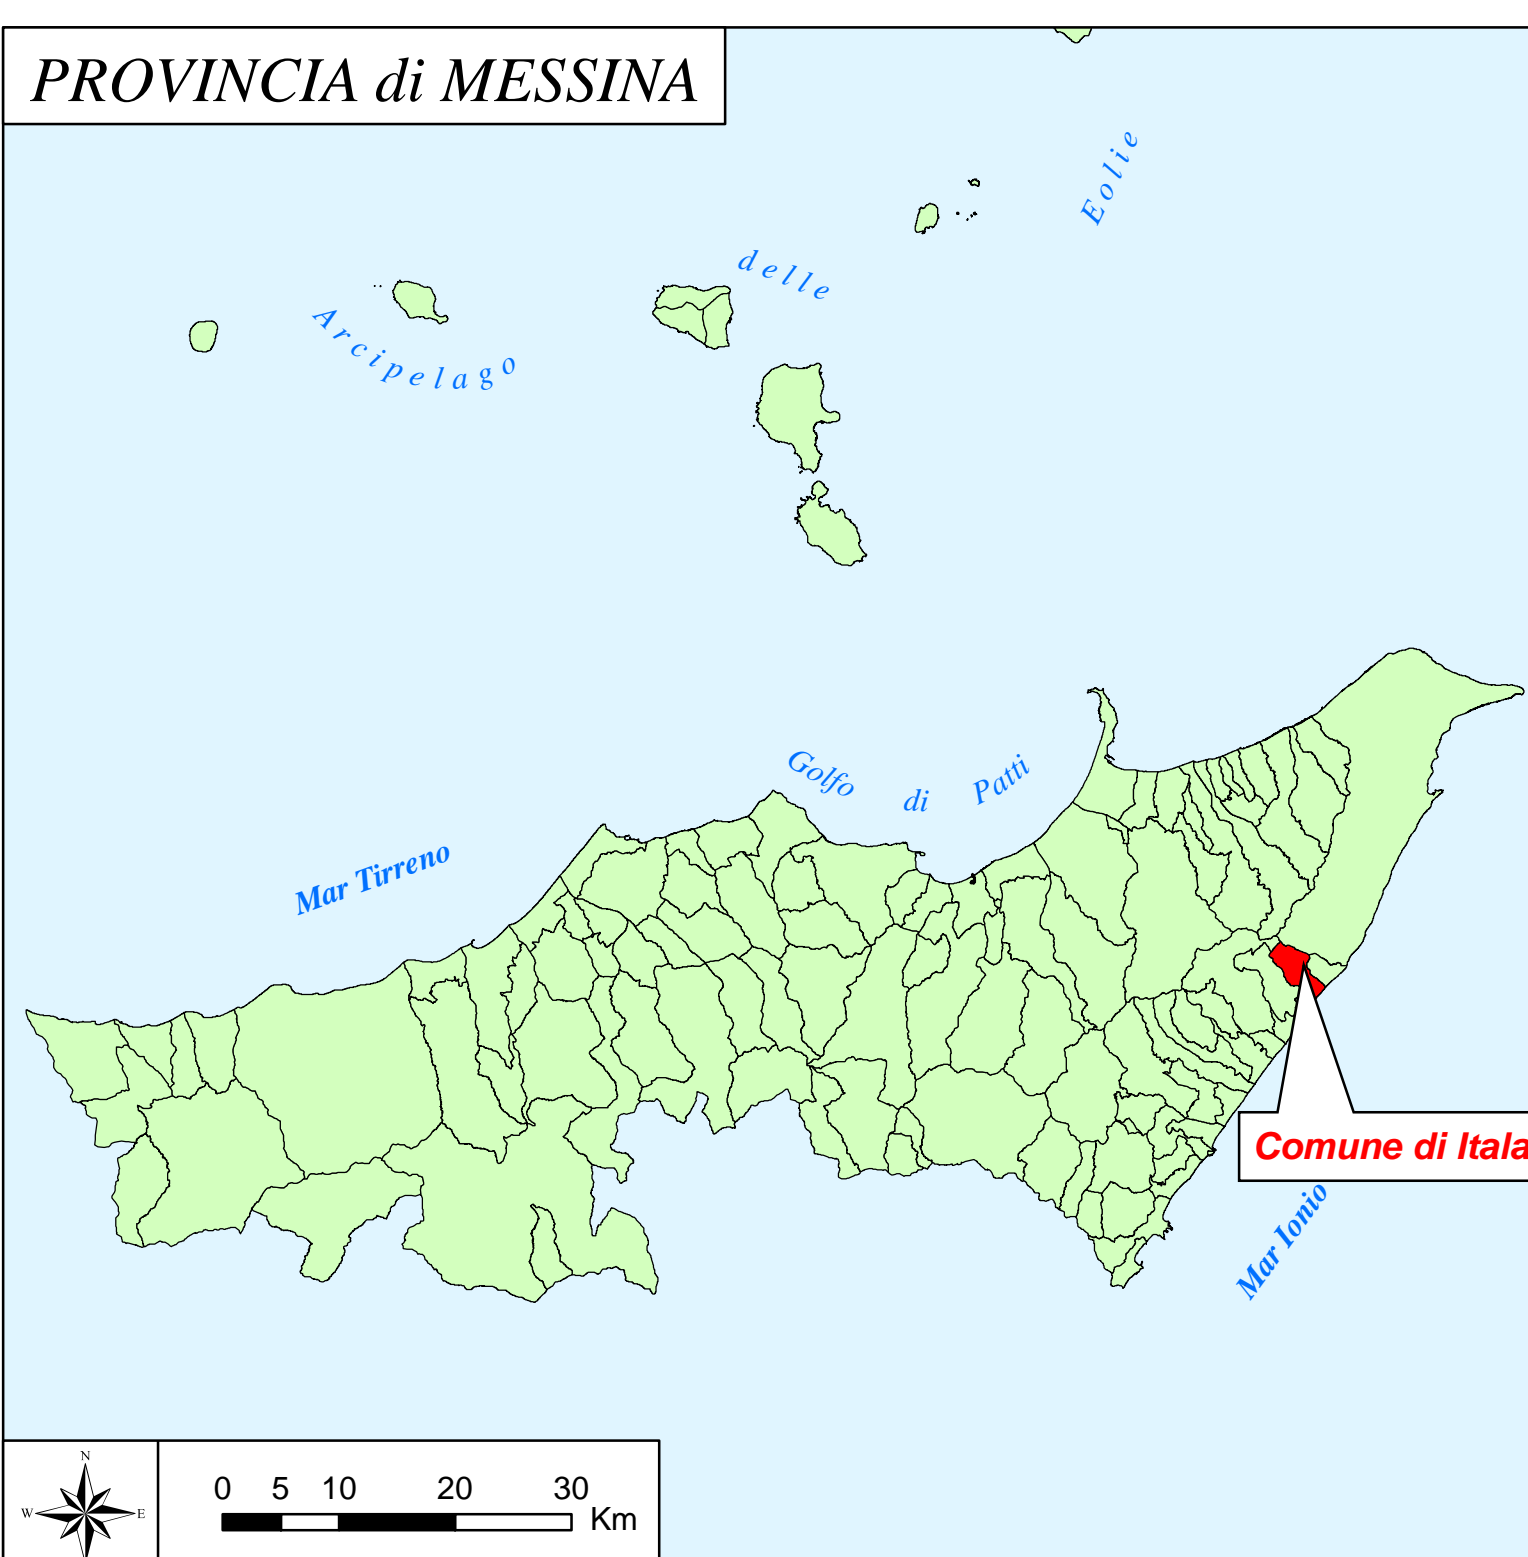 PROVINCIA di MESSINA
Arcipelago delle Eolie
Golfo di Patti
Mar Tirreno
Comune di Itala
Mar Ionio
N
W E
0 5 10 20 30
Km